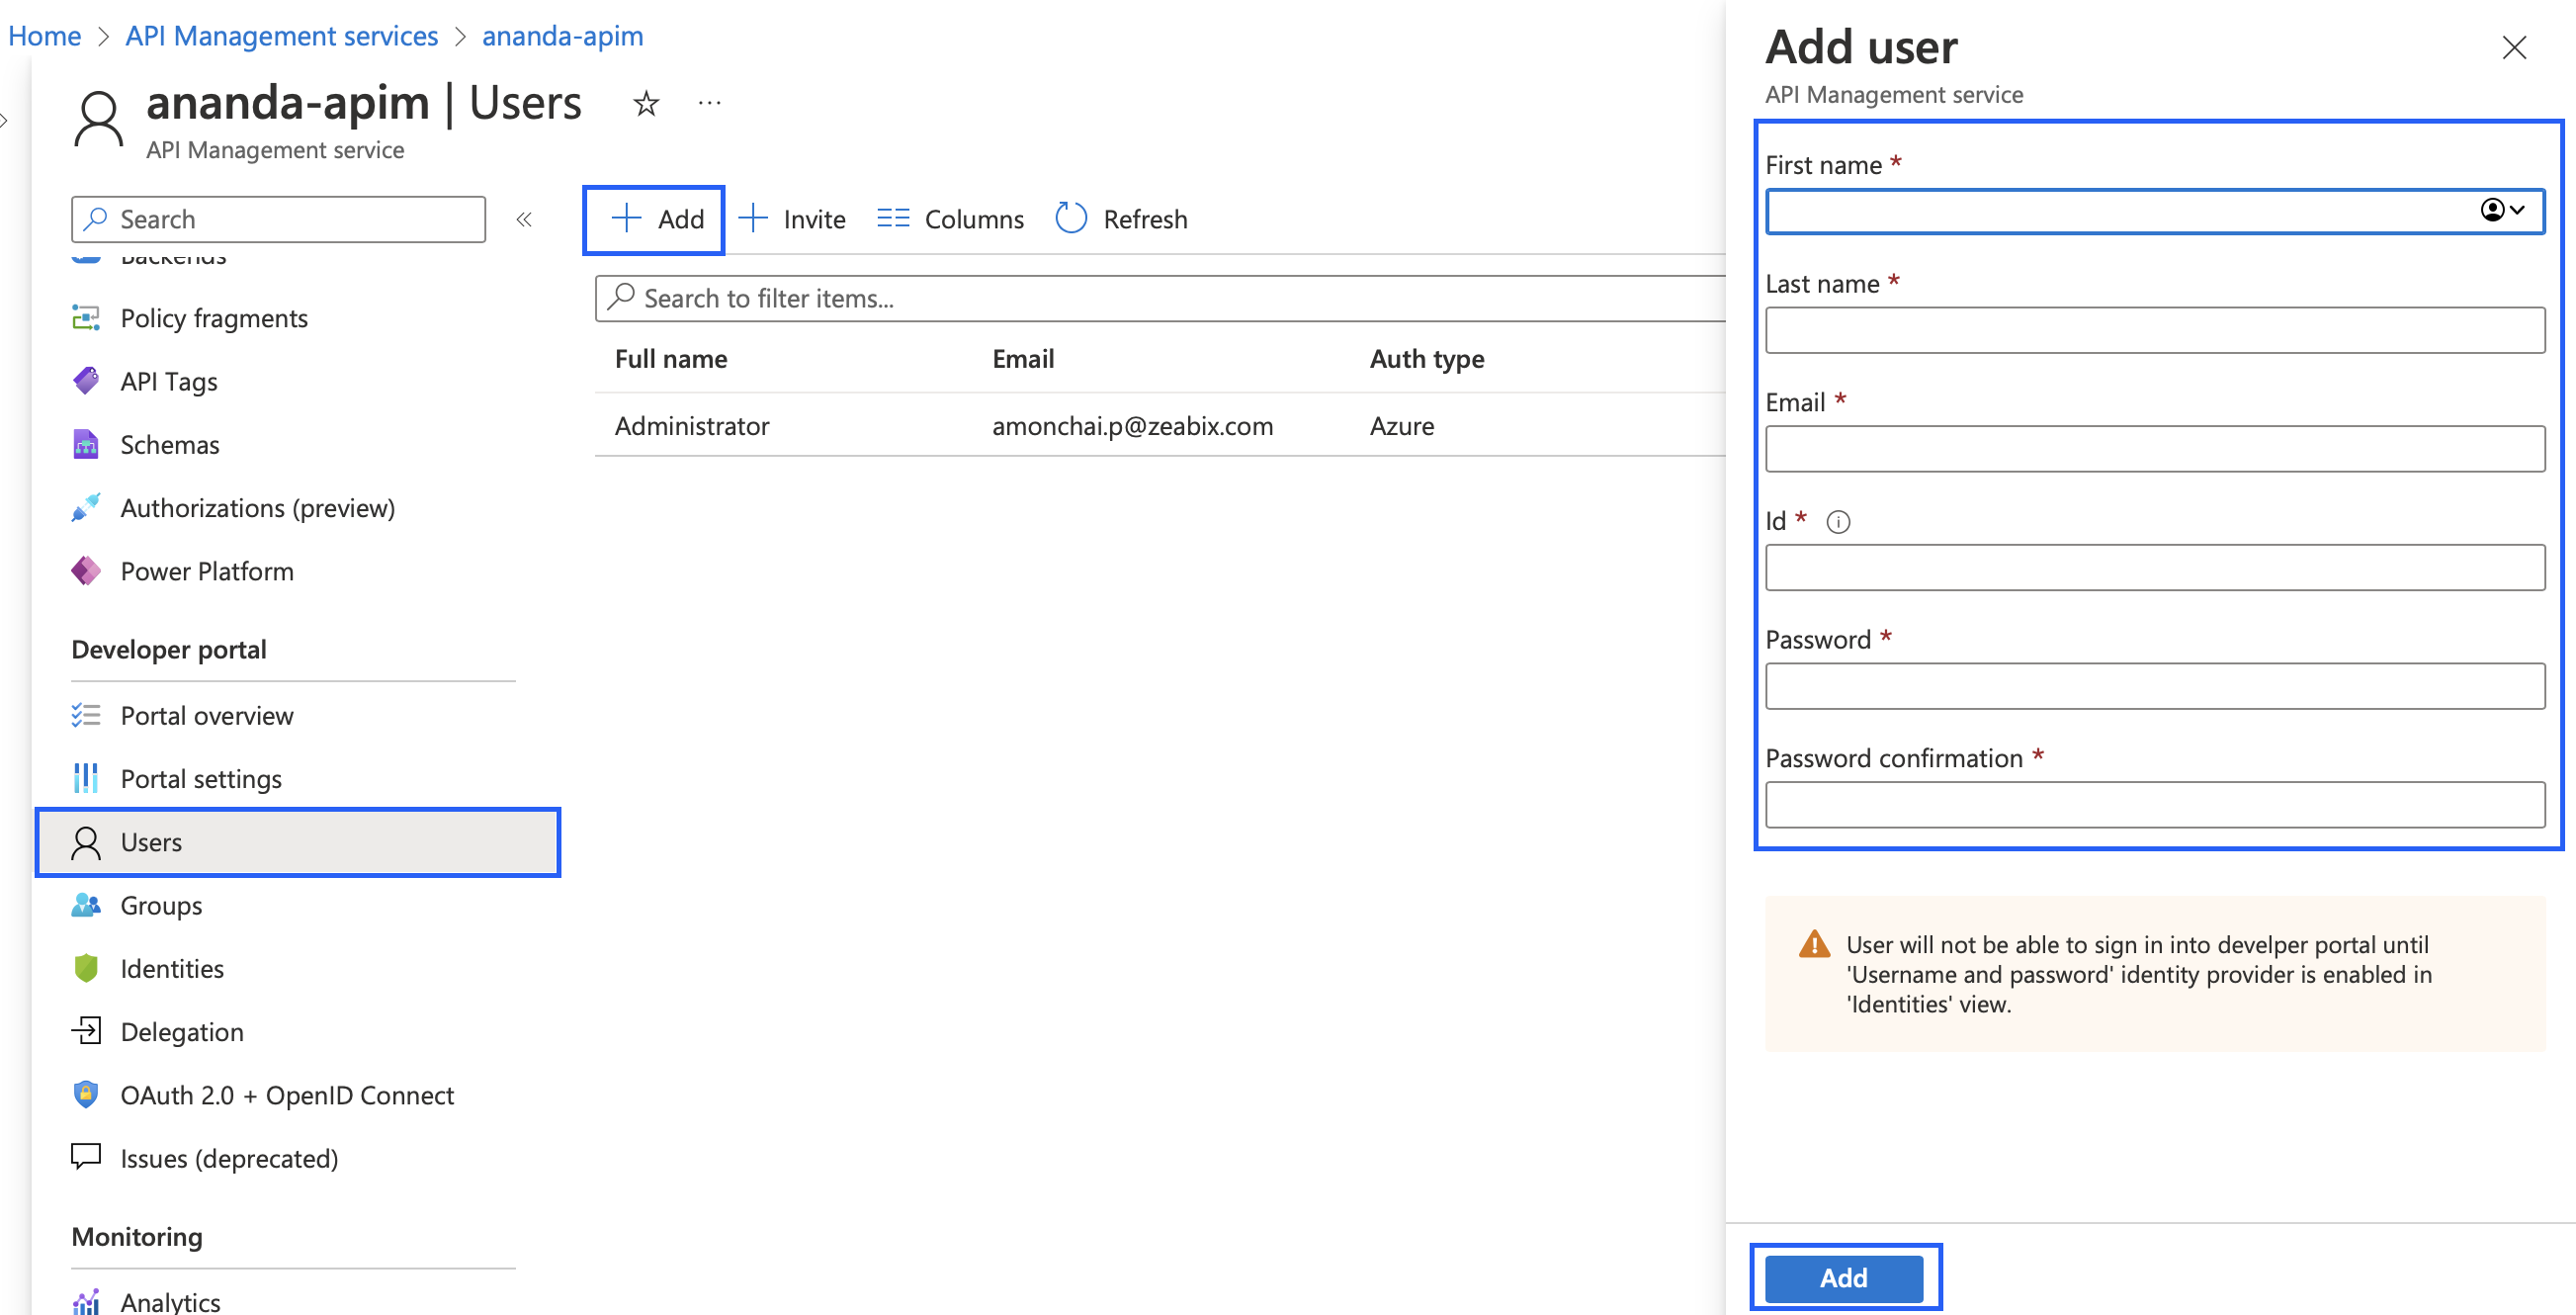 Home > API Management services > ananda-apim
ananda-apim | Users ☆ ...
API Management service
Search «
Backends
Policy fragments
API Tags
Schemas
Authorizations (preview)
Power Platform
Developer portal
Portal overview
Portal settings
Users
Groups
Identities
Delegation
OAuth 2.0 + OpenID Connect
Issues (deprecated)
Monitoring
Analytics
+ Add + Invite Columns Refresh
Search to filter items...
Full name Email Auth type
Administrator amonchai.p@zeabix.com Azure
Add user
API Management service
First name *
Last name *
Email *
Id *
Password *
Password confirmation *
User will not be able to sign in into develper portal until
'Username and password' identity provider is enabled in
'Identities' view.
Add